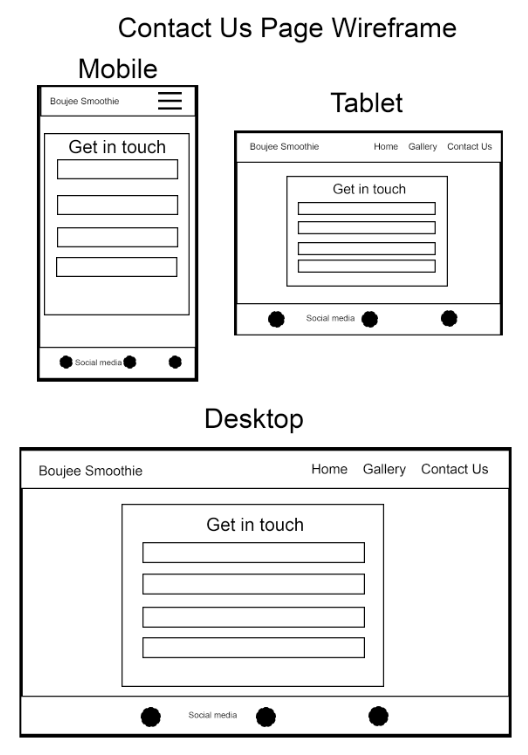 Contact Us Page Wireframe
Mobile
Boujee Smoothie
Get in touch
Social media
Tablet
Boujee Smoothie Home Gallery Contact Us
Get in touch
Social media
Desktop
Boujee Smoothie Home Gallery Contact Us
Get in touch
Social media